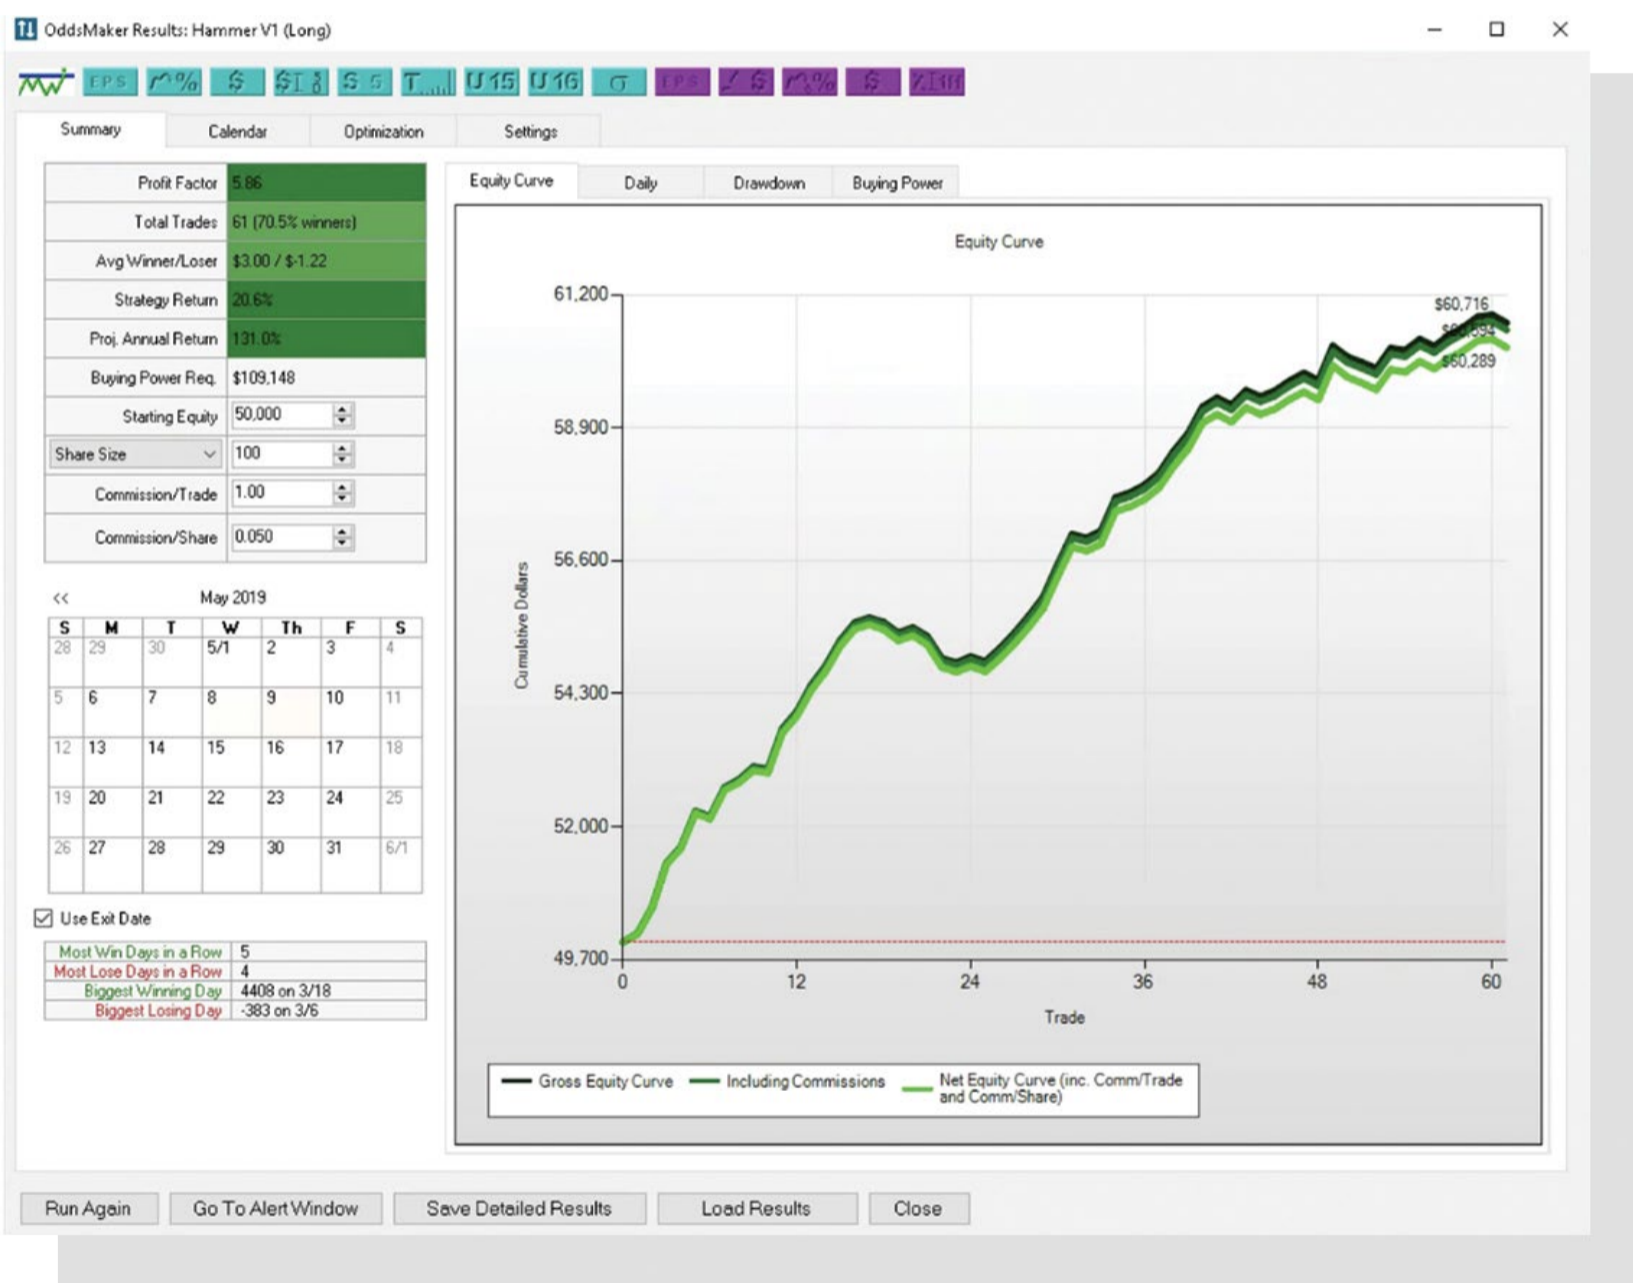 OddsMaker Results: Hammer V1 (Long)
EPS % $ $ S 5 T U 15 U 16 σ EPS $ % $
Summary Calendar Optimization Settings
Profit Factor 5.86
Total Trades 61 (70.5% winners)
Avg Winner/Loser $3.00 / $-1.22
Strategy Return 20.6%
Proj. Annual Return 131.0%
Buying Power Req. $109,148
Starting Equity 50,000
Share Size 100
Commission/Trade 1.00
Commission/Share 0.050
<< May 2019
S M T W Th F S
28 29 30 5/1 2 3 4
5 6 7 8 9 10 11
12 13 14 15 16 17 18
19 20 21 22 23 24 25
26 27 28 29 30 31 6/1
Use Exit Date
Most Win Days in a Row 5
Most Lose Days in a Row 4
Biggest Winning Day 4408 on 3/18
Biggest Losing Day -383 on 3/6
Equity Curve Daily Drawdown Buying Power
Equity Curve
61,200
58,900
56,600
54,300
52,000
49,700
Cumulative Dollars
$60,716
$60,289
0 12 24 36 48 60
Trade
Gross Equity Curve Including Commissions Net Equity Curve (inc. Comm/Trade
and Comm/Share)
Run Again Go To Alert Window Save Detailed Results Load Results Close